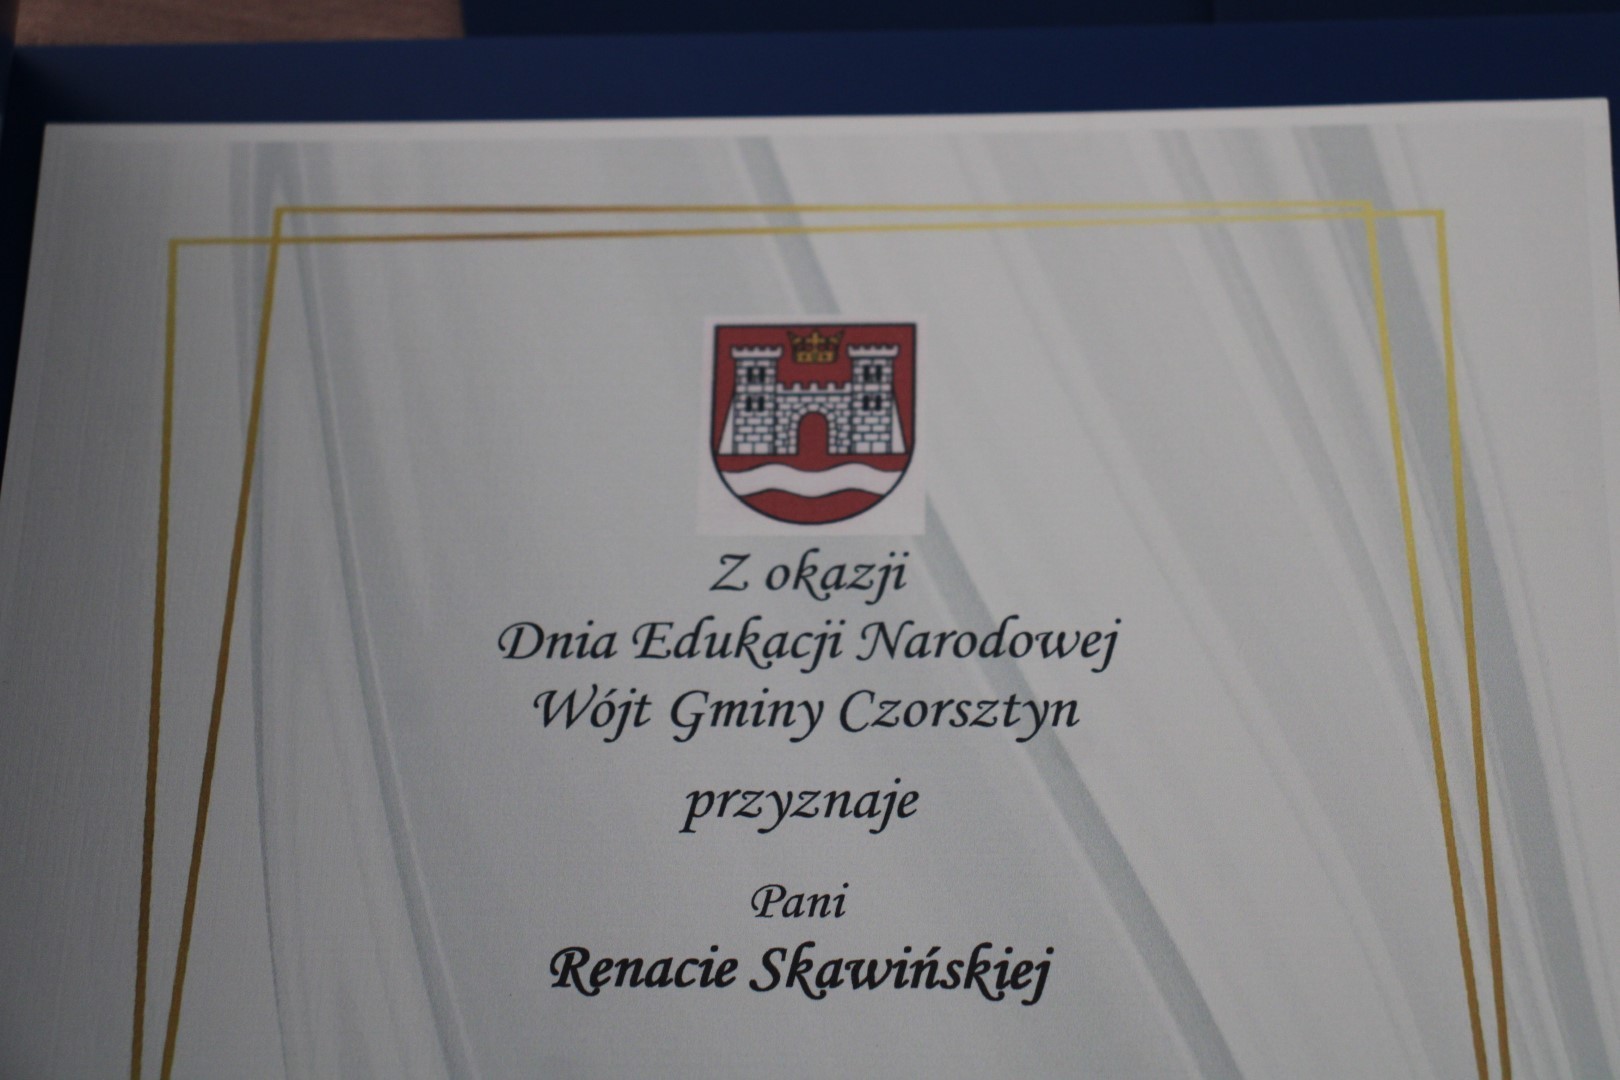 Z okazji
Dnia Edukacji Narodowej
Wójt Gminy Czorsztyn
przyznaje
Pani
Renacie Skawińskiej